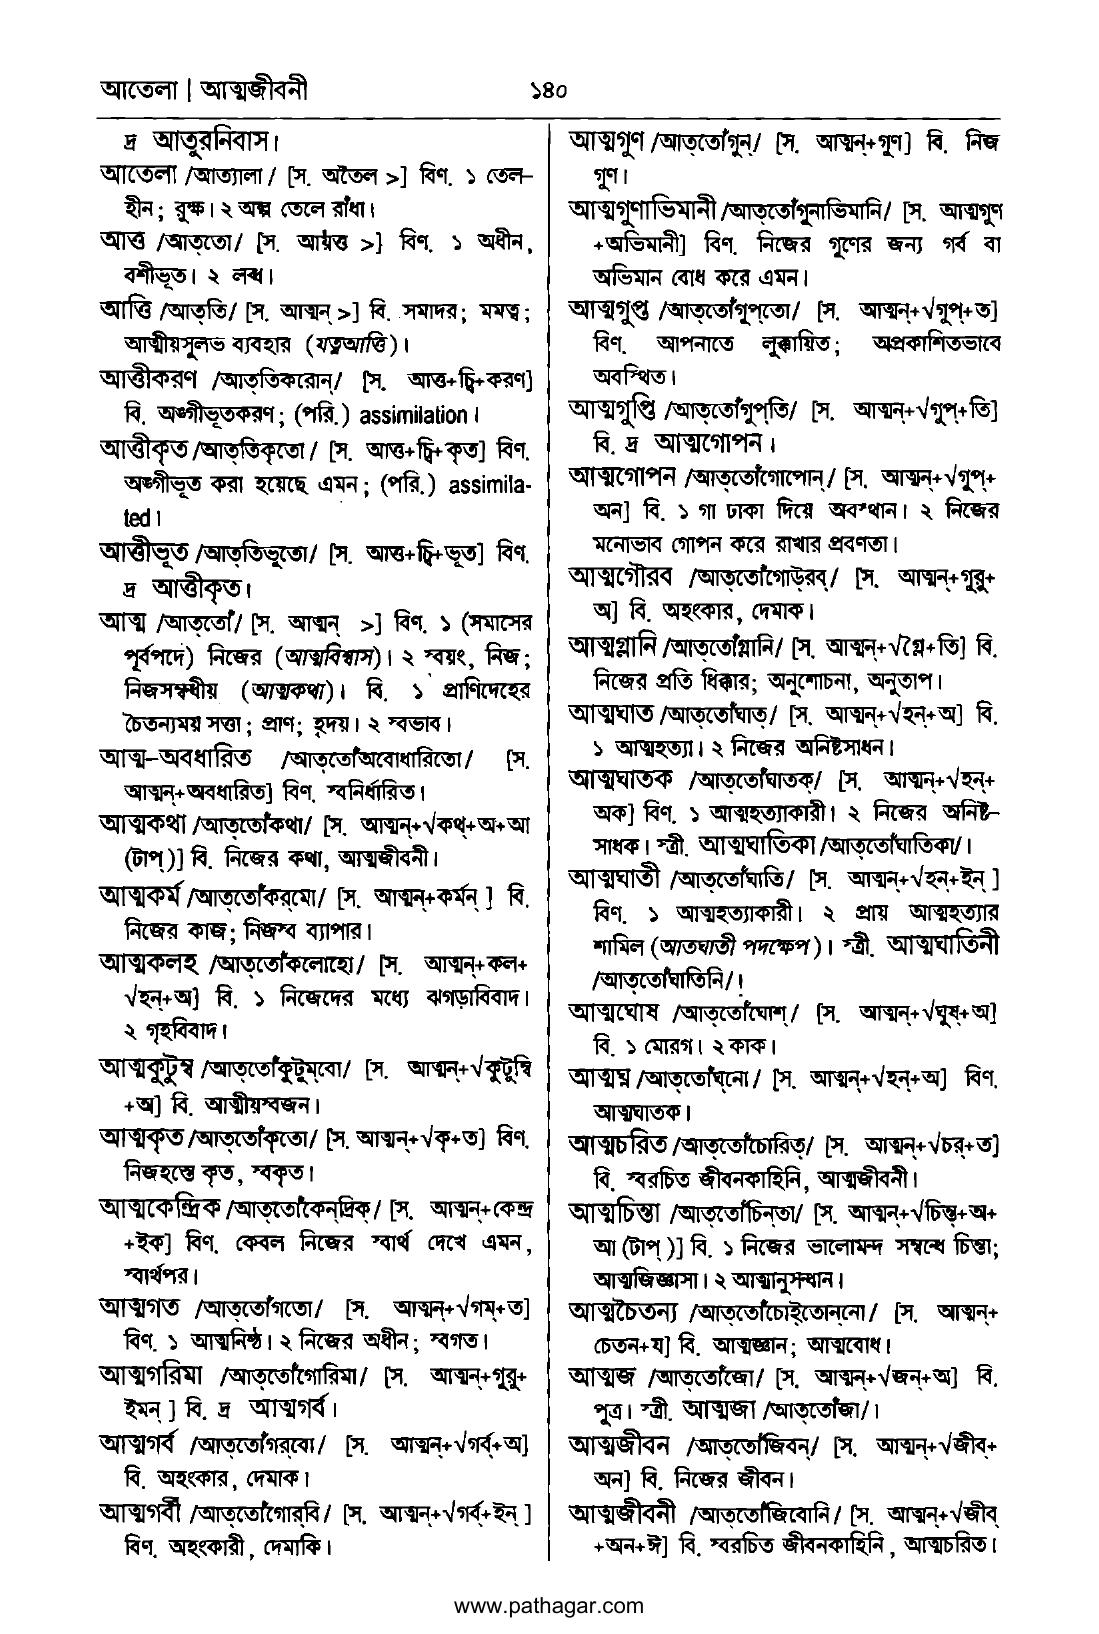 আতেলা | আত্মজীবনী
১৪০
দ্র আতুরনিবাস।
আতেলা /আত্যালা/ [স. অতৈল >] বিণ. ১ তেল–
হীন; রুক্ষ। ২ অল্প তেলে রাঁধা।
আত্ত /আত্‌তো/ [স. আয়ত্ত >] বিণ. ১ অধীন,
বশীভূত। ২ লব্ধ।
আত্তি /আত্‌তি/ [স. আত্মন্ >] বি. সমাদর; মমত্ব;
আত্মীয়সুলভ ব্যবহার (যত্নআত্তি)।
আত্তীকরণ /আত্‌তিকরোন্/ [স. আত্ত+চ্বি+করণ]
বি. অঙ্গীভূতকরণ; (পরি.) assimilation।
আত্তীকৃত /আত্‌তিকৃতো/ [স. আত্ত+চ্বি+কৃত] বিণ.
অঙ্গীভূত করা হয়েছে এমন; (পরি.) assimila-
ted।
আত্তীভূত /আত্‌তিভূতো/ [স. আত্ত+চ্বি+ভূত] বিণ.
দ্র আত্তীকৃত।
আত্ম /আত্‌তোঁ/ [স. আত্মন্ >] বিণ. ১ (সমাসের
পূর্বপদে) নিজের (আত্মবিশ্বাস)। ২ স্বয়ং, নিজ;
নিজসম্বন্ধীয় (আত্মকথা)। বি. ১ প্রাণিদেহের
চৈতন্যময় সত্তা; প্রাণ; হৃদয়। ২ স্বভাব।
আত্ম–অবধারিত /আত্‌তোঁঅবোধারিতো/ [স.
আত্মন্+অবধারিত] বিণ. স্বনির্ধারিত।
আত্মকথা /আত্‌তোঁকথা/ [স. আত্মন্+√কথ্+অ+আ
(টাপ্)] বি. নিজের কথা, আত্মজীবনী।
আত্মকর্ম /আত্‌তোঁকর্‌মো/ [স. আত্মন্+কর্মন্] বি.
নিজের কাজ; নিজস্ব ব্যাপার।
আত্মকলহ /আত্‌তোঁকলোহো/ [স. আত্মন্+কল+
√হন্+অ] বি. ১ নিজেদের মধ্যে ঝগড়াবিবাদ।
২ গৃহবিবাদ।
আত্মকুটুম্ব /আত্‌তোঁকুটুম্‌বো/ [স. আত্মন্+√কুটুম্বি
+অ] বি. আত্মীয়স্বজন।
আত্মকৃত /আত্‌তোঁকৃতো/ [স. আত্মন্+√কৃ+ত] বিণ.
নিজহস্তে কৃত, স্বকৃত।
আত্মকেন্দ্রিক /আত্‌তোঁকেন্‌দ্রিক্/ [স. আত্মন্+কেন্দ্র
+ইক] বিণ. কেবল নিজের স্বার্থ দেখে এমন,
স্বার্থপর।
আত্মগত /আত্‌তোঁগতো/ [স. আত্মন্+√গম্+ত]
বিণ. ১ আত্মনিষ্ঠ। ২ নিজের অধীন; স্বগত।
আত্মগরিমা /আত্‌তোঁগোরিমা/ [স. আত্মন্+গুরু+
ইমন্] বি. দ্র আত্মগর্ব।
আত্মগর্ব /আত্‌তোঁগর্‌বো/ [স. আত্মন্+√গর্ব্+অ]
বি. অহংকার, দেমাক।
আত্মগর্বী /আত্‌তোঁগোর্‌বি/ [স. আত্মন্+√গর্ব্+ইন্]
বিণ. অহংকারী, দেমাকি।
আত্মগুণ /আত্‌তোঁগুন্/ [স. আত্মন্+গুণ] বি. নিজ
গুণ।
আত্মগুণাভিমানী /আত্‌তোঁগুনাভিমানি/ [স. আত্মগুণ
+অভিমানী] বিণ. নিজের গুণের জন্য গর্ব বা
অভিমান বোধ করে এমন।
আত্মগুপ্ত /আত্‌তোঁগুপ্‌তো/ [স. আত্মন্+√গুপ্+ত]
বিণ. আপনাতে লুক্কায়িত; অপ্রকাশিতভাবে
অবস্থিত।
আত্মগুপ্তি /আত্‌তোঁগুপ্‌তি/ [স. আত্মন্+√গুপ্+তি]
বি. দ্র আত্মগোপন।
আত্মগোপন /আত্‌তোঁগোপোন্/ [স. আত্মন্+√গুপ্+
অন] বি. ১ গা ঢাকা দিয়ে অবস্থান। ২ নিজের
মনোভাব গোপন করে রাখার প্রবণতা।
আত্মগৌরব /আত্‌তোঁগোউরব্/ [স. আত্মন্+গুরু+
অ] বি. অহংকার, দেমাক।
আত্মগ্লানি /আত্‌তোঁগ্লানি/ [স. আত্মন্+√গ্লৈ+তি] বি.
নিজের প্রতি ধিক্কার; অনুশোচনা, অনুতাপ।
আত্মঘাত /আত্‌তোঁঘাত্/ [স. আত্মন্+√হন্+অ] বি.
১ আত্মহত্যা। ২ নিজের অনিষ্টসাধন।
আত্মঘাতক /আত্‌তোঁঘাতক্/ [স. আত্মন্+√হন্+
অক] বিণ. ১ আত্মহত্যাকারী। ২ নিজের অনিষ্ট–
সাধক। স্ত্রী. আত্মঘাতিকা /আত্‌তোঁঘাতিকা/।
আত্মঘাতী /আত্‌তোঁঘাতি/ [স. আত্মন্+√হন্+ইন্]
বিণ. ১ আত্মহত্যাকারী। ২ প্রায় আত্মহত্যার
শামিল (আতঘাতী পদক্ষেপ)। স্ত্রী. আত্মঘাতিনী
/আত্‌তোঁঘাতিনি/।
আত্মঘোষ /আত্‌তোঁঘোশ্/ [স. আত্মন্+√ঘুষ্+অ]
বি. ১ মোরগ। ২ কাক।
আত্মঘ্ন /আত্‌তোঁঘ্‌নো/ [স. আত্মন্+√হন্+অ] বিণ.
আত্মঘাতক।
আত্মচরিত /আত্‌তোঁচোরিত্/ [স. আত্মন্+√চর্+ত]
বি. স্বরচিত জীবনকাহিনি, আত্মজীবনী।
আত্মচিন্তা /আত্‌তোঁচিন্‌তা/ [স. আত্মন্+√চিন্ত্+অ+
আ (টাপ্)] বি. ১ নিজের ভালোমন্দ সম্বন্ধে চিন্তা;
আত্মজিজ্ঞাসা। ২ আত্মানুসন্ধান।
আত্মচৈতন্য /আত্‌তোঁচোইতোন্‌নো/ [স. আত্মন্+
চেতন+য] বি. আত্মজ্ঞান; আত্মবোধ।
আত্মজ /আত্‌তোঁজো/ [স. আত্মন্+√জন্+অ] বি.
পুত্র। স্ত্রী. আত্মজা /আত্‌তোঁজা/।
আত্মজীবন /আত্‌তোঁজিবন্/ [স. আত্মন্+√জীব্+
অন] বি. নিজের জীবন।
আত্মজীবনী /আত্‌তোঁজিবোনি/ [স. আত্মন্+√জীব্
+অন+ঈ] বি. স্বরচিত জীবনকাহিনি, আত্মচরিত।
www.pathagar.com